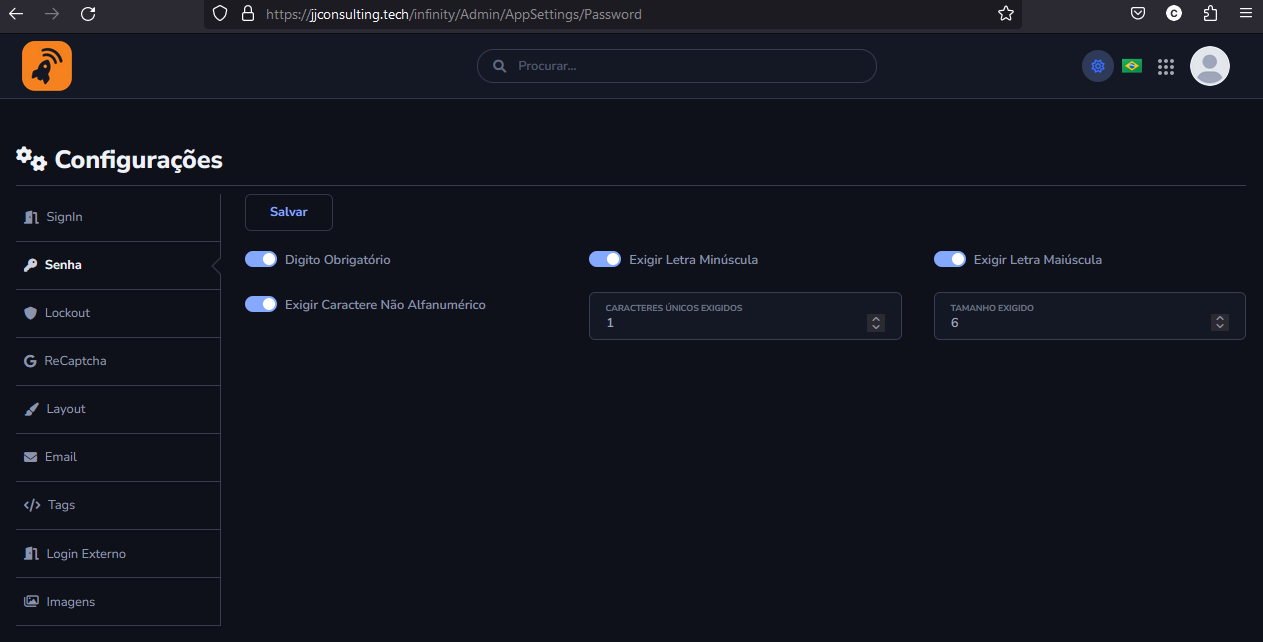 https://jjconsulting.tech/infinity/Admin/AppSettings/Password
C
Procurar...
Configurações
SignIn
Senha
Lockout
ReCaptcha
Layout
Email
Tags
Login Externo
Imagens
Salvar
Digito Obrigatório
Exigir Letra Minúscula
Exigir Letra Maiúscula
Exigir Caractere Não Alfanumérico
CARACTERES ÚNICOS EXIGIDOS
1
TAMANHO EXIGIDO
6